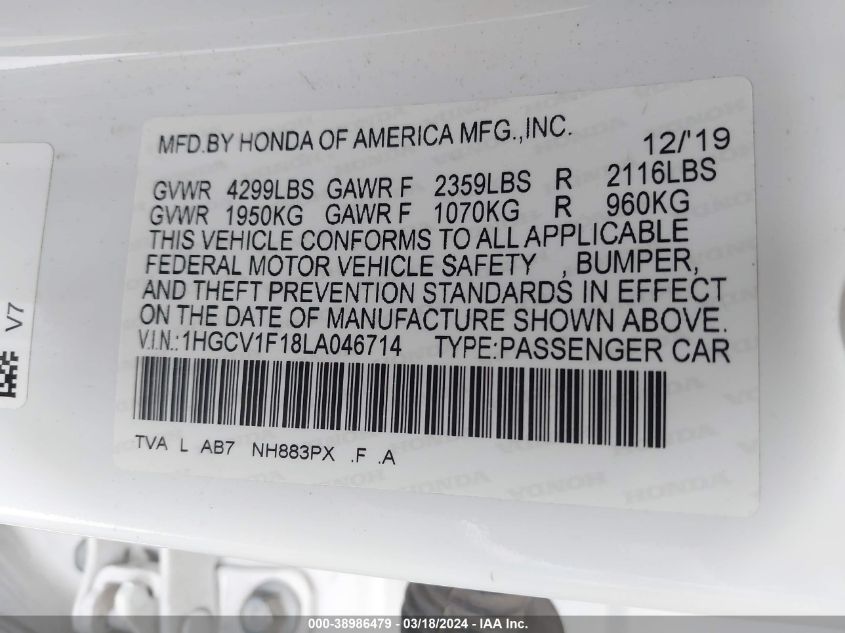 MFD.BY HONDA OF AMERICA MFG.,INC. 12/'19
GVWR 4299LBS GAWR F 2359LBS R 2116LBS
GVWR 1950KG GAWR F 1070KG R 960KG
THIS VEHICLE CONFORMS TO ALL APPLICABLE
FEDERAL MOTOR VEHICLE SAFETY , BUMPER,
AND THEFT PREVENTION STANDARDS IN EFFECT
ON THE DATE OF MANUFACTURE SHOWN ABOVE.
V.I.N.:1HGCV1F18LA046714 TYPE:PASSENGER CAR
TVA L AB7 NH883PX .F .A
V7
000-38986479 — 03/18/2024 — IAA Inc.